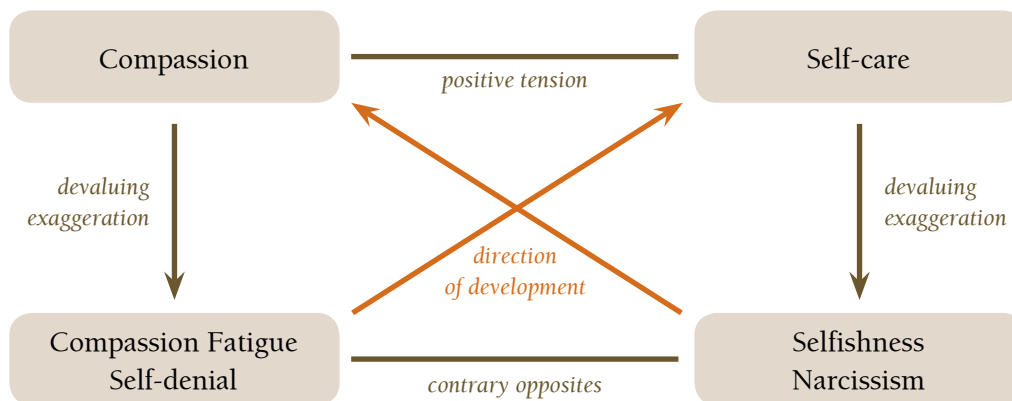 Compassion
Self-care
positive tension
devaluing
exaggeration
devaluing
exaggeration
direction
of development
Compassion Fatigue
Self-denial
Selfishness
Narcissism
contrary opposites